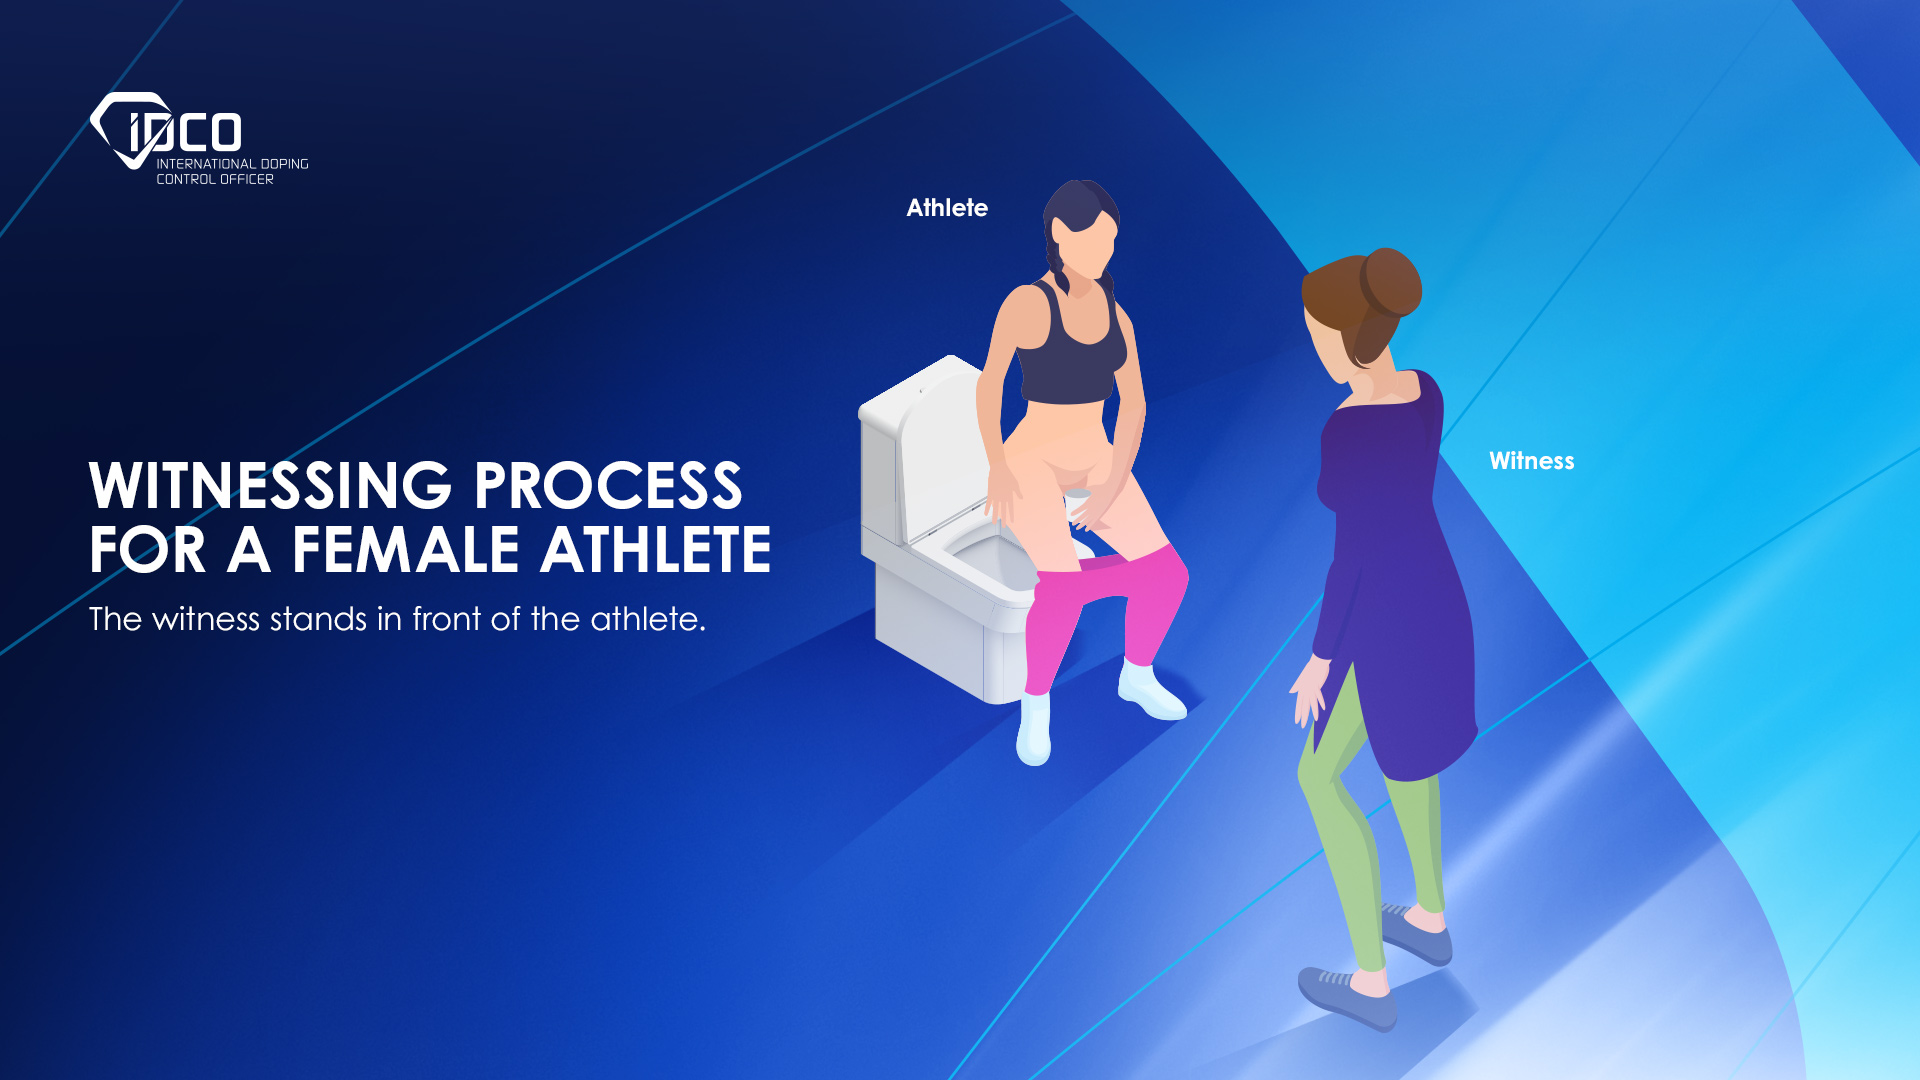 IDCO
INTERNATIONAL DOPING
CONTROL OFFICER
Athlete
Witness
WITNESSING PROCESS
FOR A FEMALE ATHLETE
The witness stands in front of the athlete.